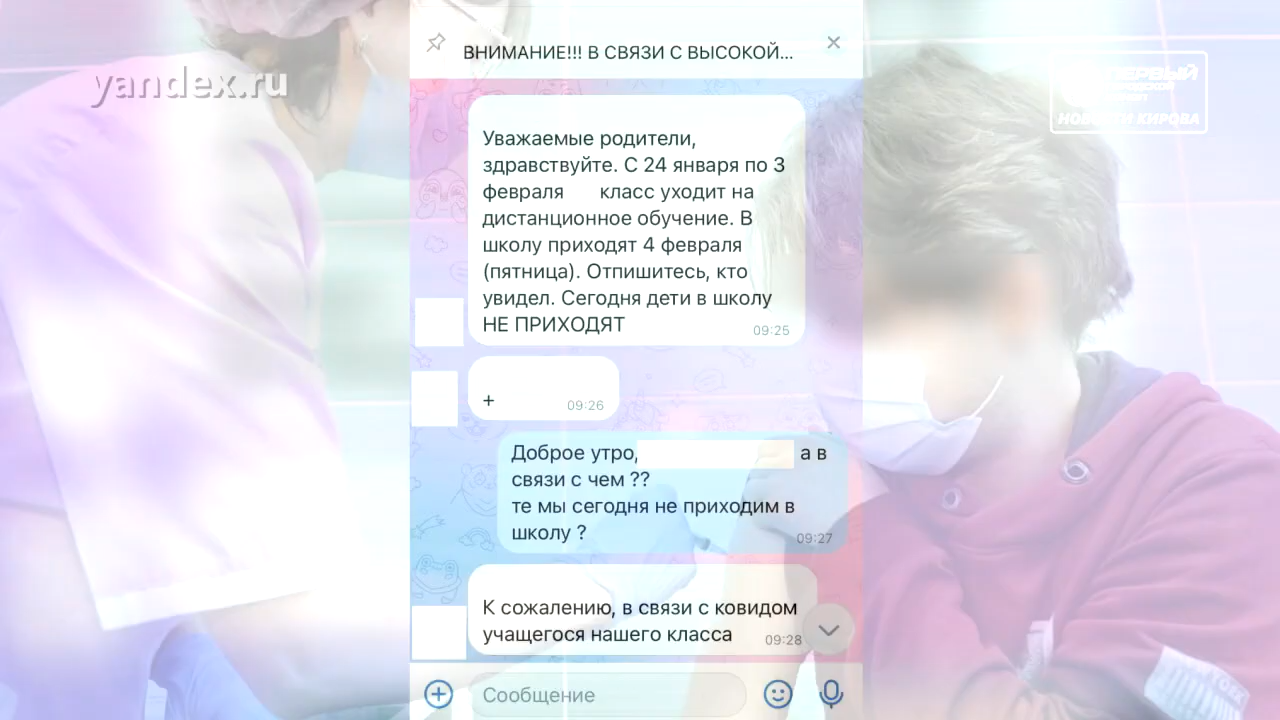 ВНИМАНИЕ!!! В СВЯЗИ С ВЫСОКОЙ...
yandex.ru
ПЕРВЫЙ
НОВОСТИ КИРОВА
Уважаемые родители,
здравствуйте. С 24 января по 3
февраля класс уходит на
дистанционное обучение. В
школу приходят 4 февраля
(пятница). Отпишитесь, кто
увидел. Сегодня дети в школу
НЕ ПРИХОДЯТ
09:25
+
09:26
Доброе утро, а в
связи с чем ??
те мы сегодня не приходим в
школу ?
09:27
К сожалению, в связи с ковидом
учащегося нашего класса
09:28
Сообщение